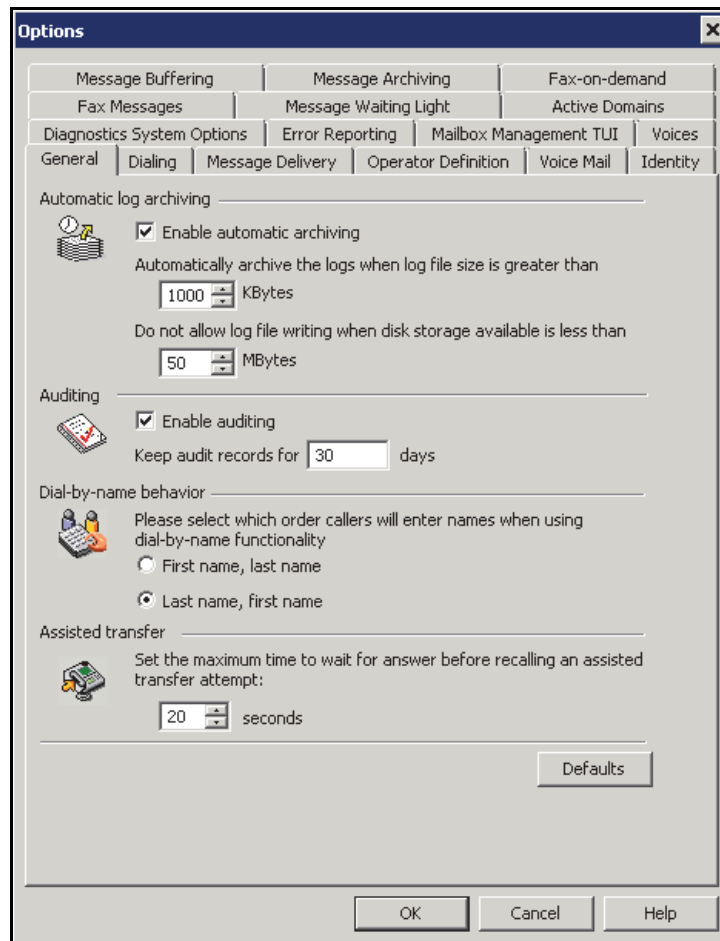 Options
Message Buffering Message Archiving Fax-on-demand
Fax Messages Message Waiting Light Active Domains
Diagnostics System Options Error Reporting Mailbox Management TUI Voices
General Dialing Message Delivery Operator Definition Voice Mail Identity
Automatic log archiving
Enable automatic archiving
Automatically archive the logs when log file size is greater than
1000 KBytes
Do not allow log file writing when disk storage available is less than
50 MBytes
Auditing
Enable auditing
Keep audit records for 30 days
Dial-by-name behavior
Please select which order callers will enter names when using
dial-by-name functionality
First name, last name
Last name, first name
Assisted transfer
Set the maximum time to wait for answer before recalling an assisted
transfer attempt:
20 seconds
Defaults
OK Cancel Help